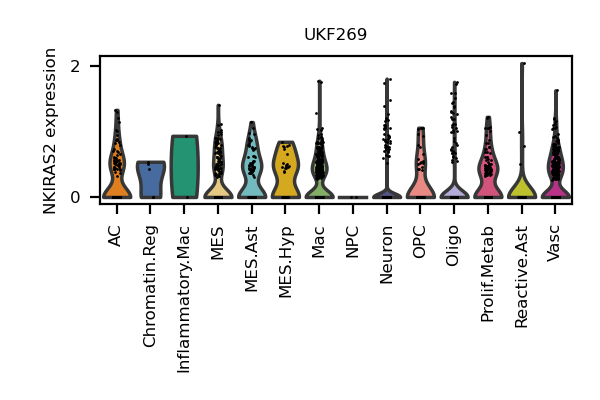 UKF269
NKIRAS2 expression
2
0
AC
Chromatin.Reg
Inflammatory.Mac
MES
MES.Ast
MES.Hyp
Mac
NPC
Neuron
OPC
Oligo
Prolif.Metab
Reactive.Ast
Vasc